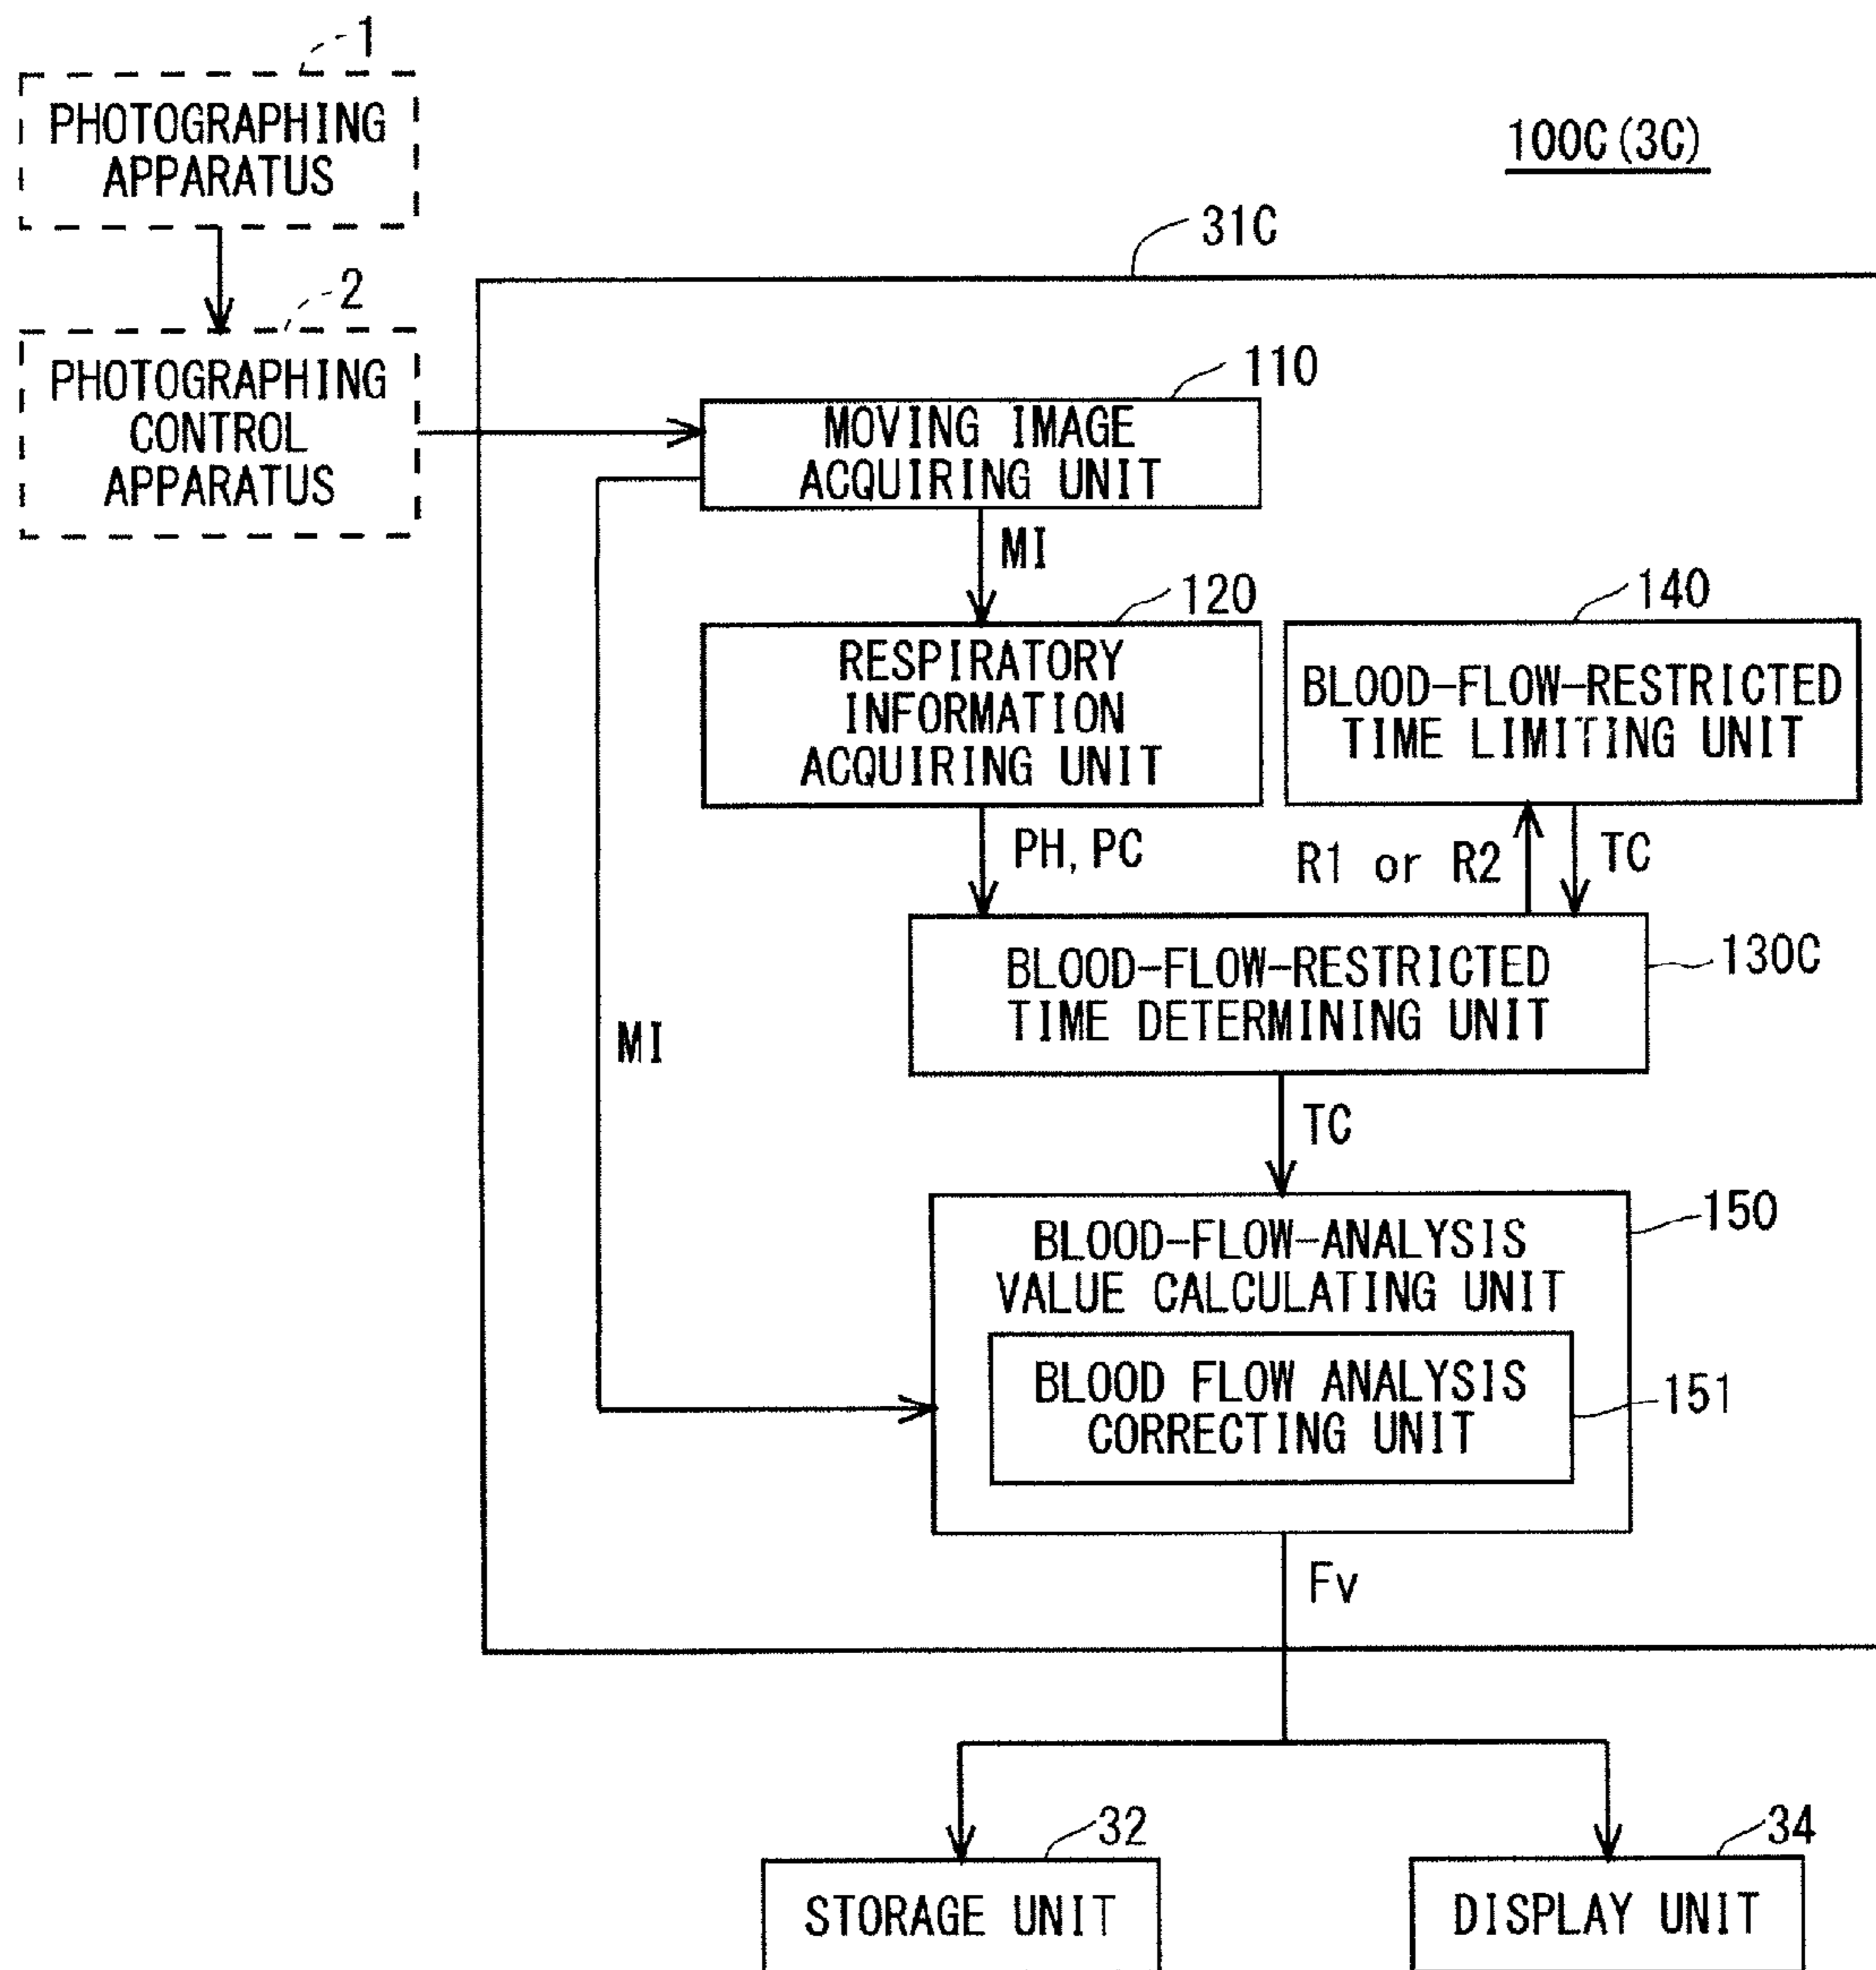 1
PHOTOGRAPHING
APPARATUS
100C(3C)
31C
2
PHOTOGRAPHING
CONTROL
APPARATUS
110
MOVING IMAGE
ACQUIRING UNIT
MI
120
RESPIRATORY
INFORMATION
ACQUIRING UNIT
140
BLOOD-FLOW-RESTRICTED
TIME LIMITING UNIT
PH, PC
R1 or R2
TC
130C
BLOOD-FLOW-RESTRICTED
TIME DETERMINING UNIT
MI
TC
150
BLOOD-FLOW-ANALYSIS
VALUE CALCULATING UNIT
151
BLOOD FLOW ANALYSIS
CORRECTING UNIT
Fv
32
STORAGE UNIT
34
DISPLAY UNIT